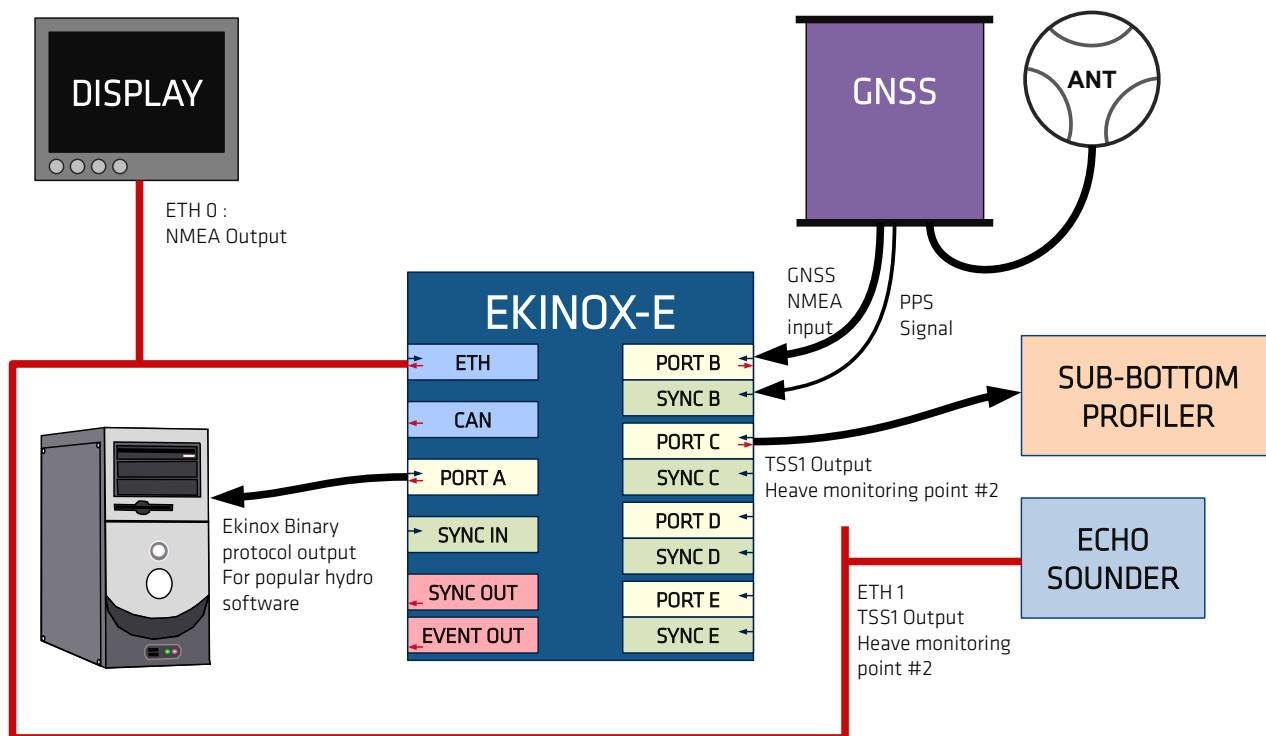 DISPLAY
GNSS
ANT
ETH 0 :
NMEA Output
GNSS
NMEA
input
PPS
Signal
EKINOX-E
ETH
CAN
PORT A
SYNC IN
SYNC OUT
EVENT OUT
PORT B
SYNC B
PORT C
SYNC C
PORT D
SYNC D
PORT E
SYNC E
SUB-BOTTOM
PROFILER
TSS1 Output
Heave monitoring point #2
Ekinox Binary
protocol output
For popular hydro
software
ECHO
SOUNDER
ETH 1
TSS1 Output
Heave monitoring
point #2